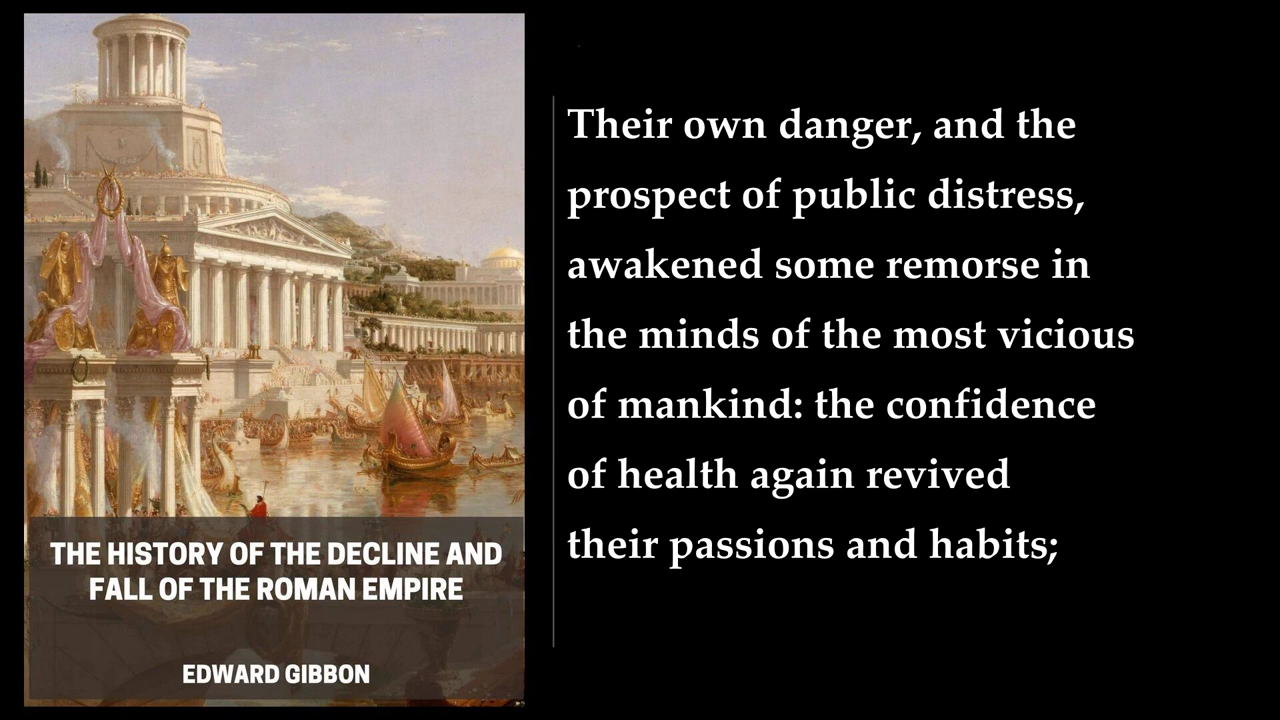 THE HISTORY OF THE DECLINE AND
FALL OF THE ROMAN EMPIRE
EDWARD GIBBON
Their own danger, and the
prospect of public distress,
awakened some remorse in
the minds of the most vicious
of mankind: the confidence
of health again revived
their passions and habits;